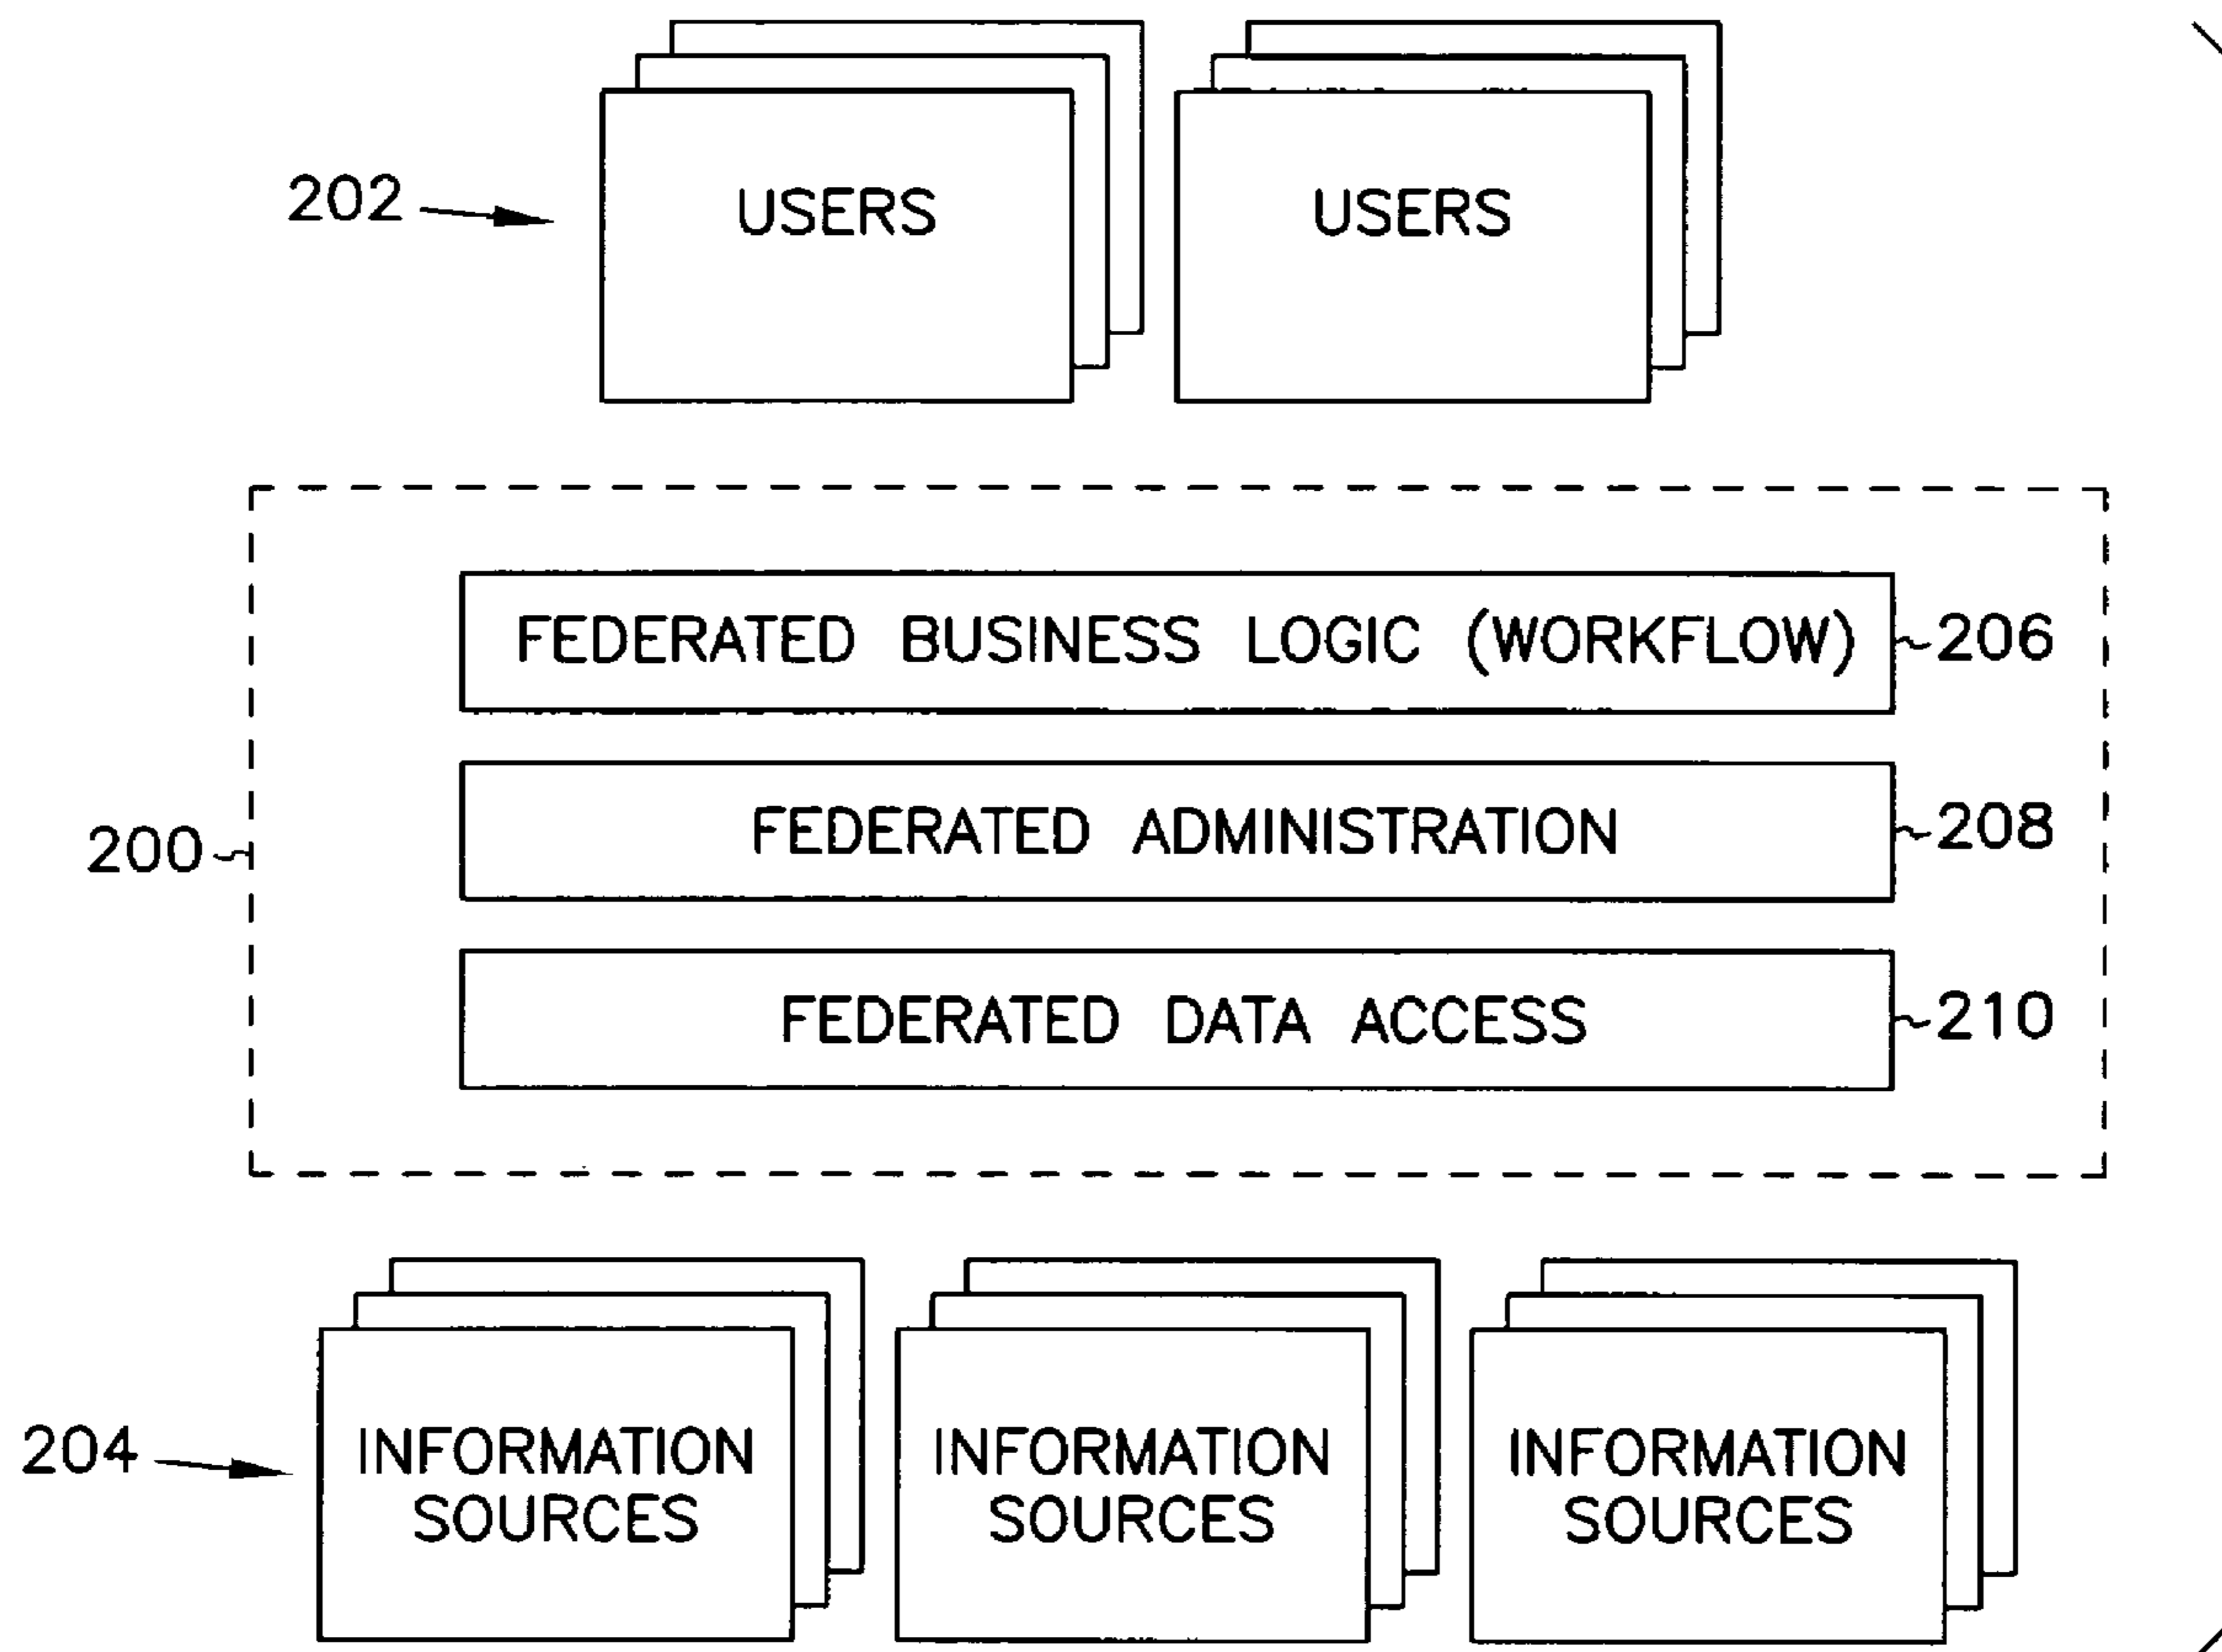 202
USERS
USERS
FEDERATED BUSINESS LOGIC (WORKFLOW)
206
FEDERATED ADMINISTRATION
208
200
FEDERATED DATA ACCESS
210
204
INFORMATION
SOURCES
INFORMATION
SOURCES
INFORMATION
SOURCES